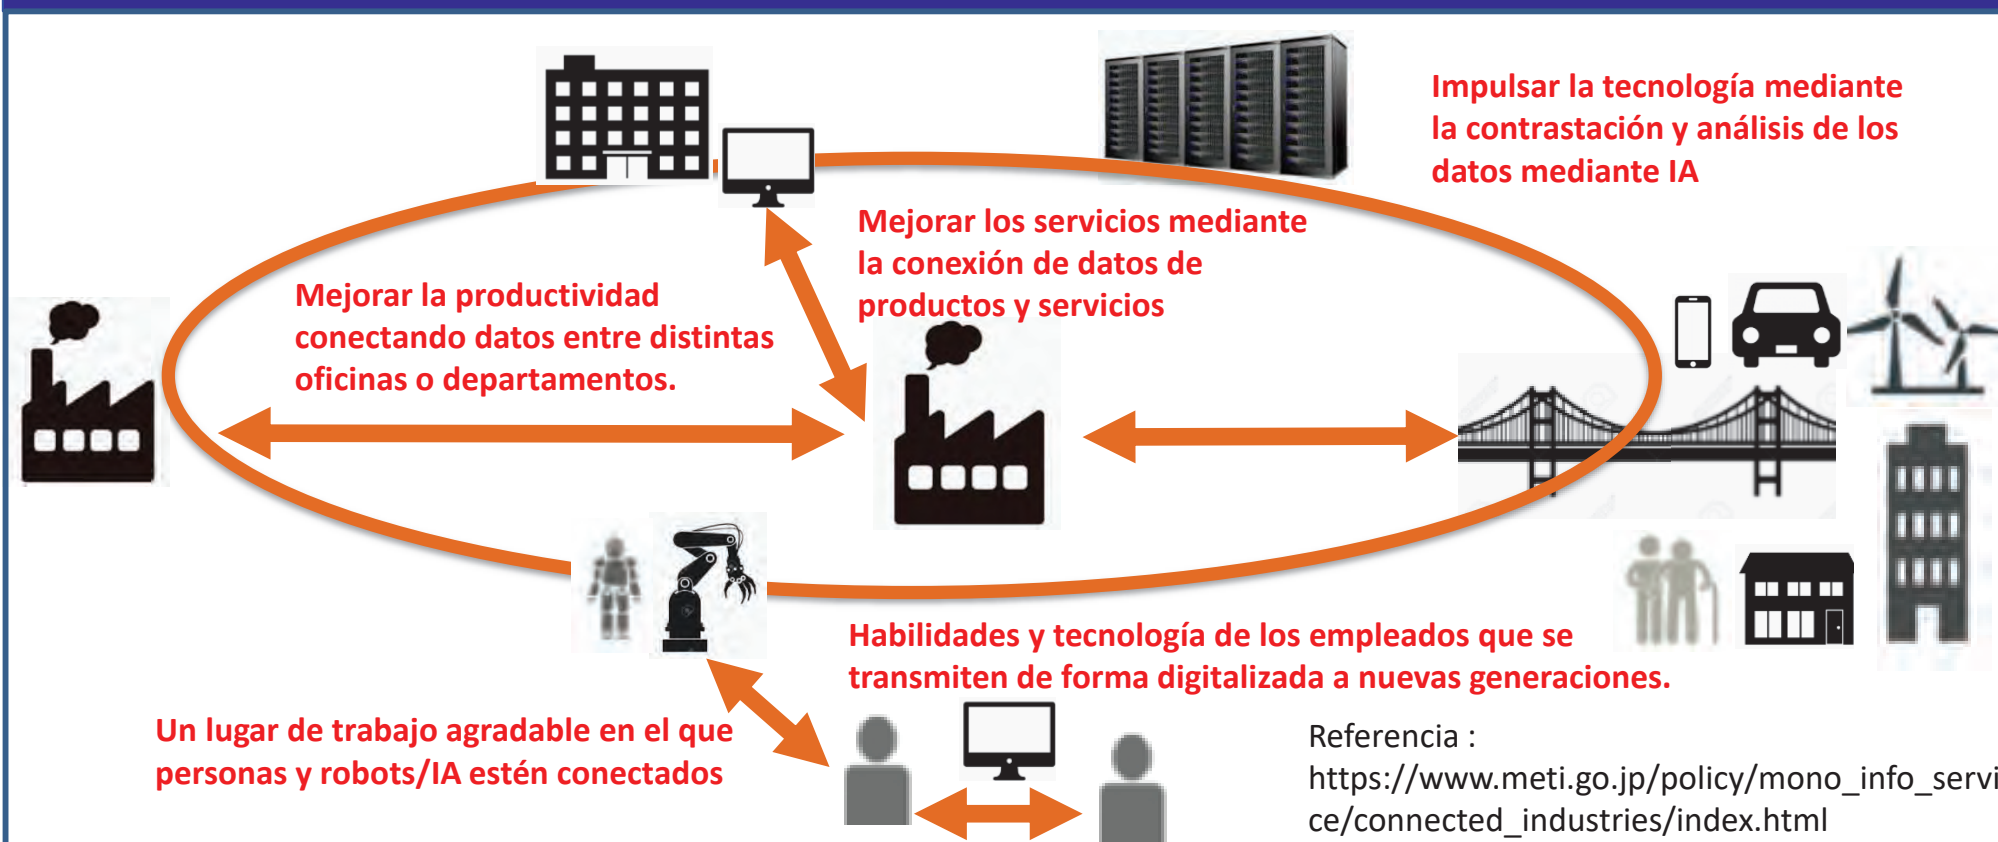 Impulsar la tecnología mediante
la contrastación y análisis de los
datos mediante IA
Mejorar los servicios mediante
la conexión de datos de
productos y servicios
Mejorar la productividad
conectando datos entre distintas
oficinas o departamentos.
Habilidades y tecnología de los empleados que se
transmiten de forma digitalizada a nuevas generaciones.
Un lugar de trabajo agradable en el que
personas y robots/IA estén conectados
Referencia :
https://www.meti.go.jp/policy/mono_info_servi
ce/connected_industries/index.html